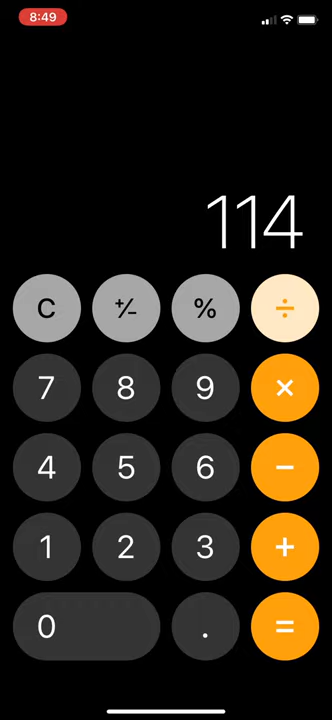 8:49
114
C ⁺⁄₋ % ÷
7 8 9 ×
4 5 6 −
1 2 3 +
0 . =